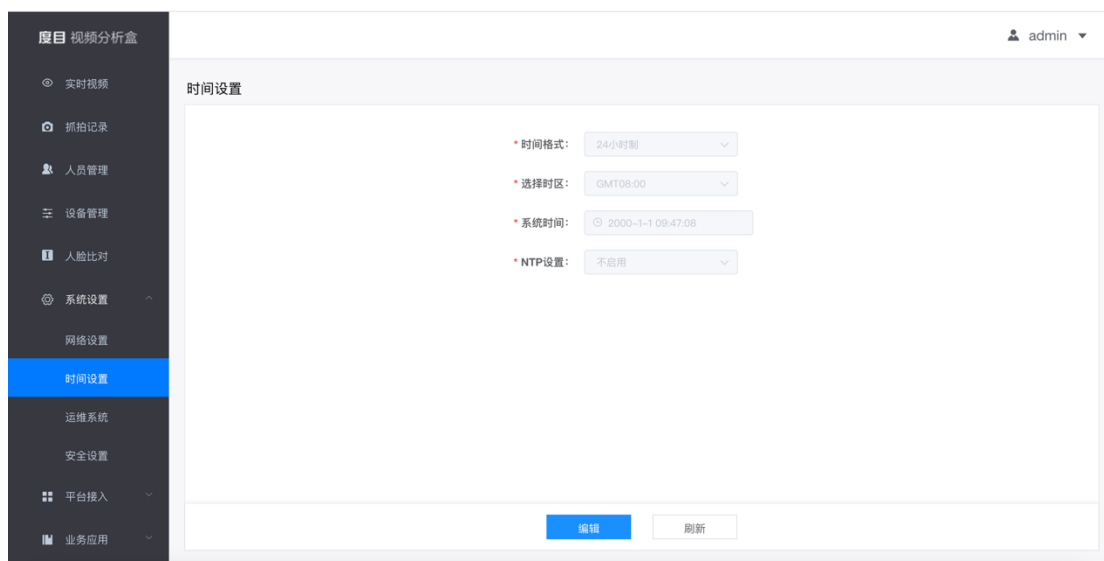 度目 视频分析盒
admin
实时视频
抓拍记录
人员管理
设备管理
人脸比对
系统设置
网络设置
时间设置
运维系统
安全设置
平台接入
业务应用
时间设置
* 时间格式： 24小时制
* 选择时区： GMT08:00
* 系统时间： 2000-1-1 09:47:08
* NTP设置： 不启用
编辑 刷新